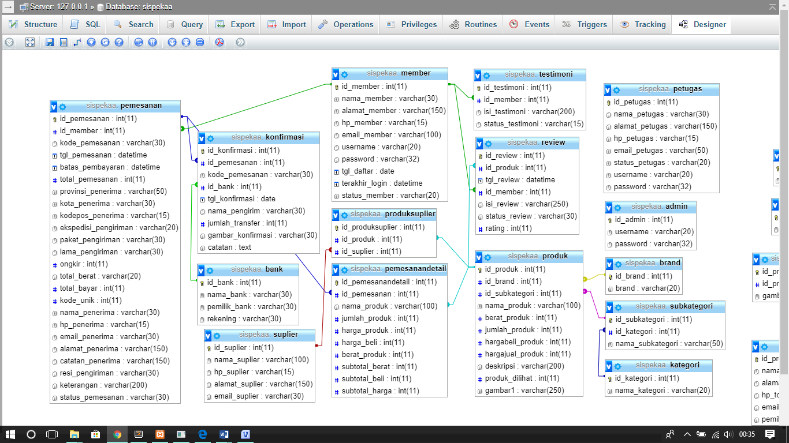 Server: 127.0.0.1 » Database: sispekaa
Structure SQL Search Query Export Import Operations Privileges Routines Events Triggers Tracking Designer
sispekaa pemesanan
id_pemesanan : int(11)
id_member : int(11)
kode_pemesanan : varchar(30)
tgl_pemesanan : datetime
batas_pembayaran : datetime
total_pemesanan : int(11)
provinsi_penerima : varchar(50)
kota_penerima : varchar(30)
kodepos_penerima : varchar(15)
ekspedisi_pengiriman : varchar(20)
paket_pengiriman : varchar(30)
lama_pengiriman : varchar(30)
ongkir : int(11)
total_berat : varchar(20)
total_bayar : int(11)
kode_unik : int(11)
nama_penerima : varchar(30)
hp_penerima : varchar(15)
email_penerima : varchar(30)
alamat_penerima : varchar(150)
catatan_penerima : varchar(150)
resi_pengiriman : varchar(30)
keterangan : varchar(200)
status_pemesanan : varchar(30)
sispekaa konfirmasi
id_konfirmasi : int(11)
id_pemesanan : int(11)
kode_pemesanan : varchar(30)
id_bank : int(11)
tgl_konfirmasi : date
nama_pengirim : varchar(30)
jumlah_transfer : int(11)
gambar_konfirmasi : varchar(30)
catatan : text
sispekaa bank
id_bank : int(11)
nama_bank : varchar(30)
pemilik_bank : varchar(30)
rekening : varchar(30)
sispekaa suplier
id_suplier : int(11)
nama_suplier : varchar(100)
hp_suplier : varchar(15)
alamat_suplier : varchar(150)
email_suplier : varchar(30)
sispekaa member
id_member : int(11)
nama_member : varchar(30)
alamat_member : varchar(150)
hp_member : varchar(15)
email_member : varchar(100)
username : varchar(20)
password : varchar(32)
tgl_daftar : date
terakhir_login : datetime
status_member : varchar(20)
sispekaa produksuplier
id_produksuplier : int(11)
id_produk : int(11)
id_suplier : int(11)
sispekaa pemesanandetail
id_pemesanandetail : int(11)
id_pemesanan : int(11)
nama_produk : varchar(100)
jumlah_produk : int(11)
harga_produk : int(11)
harga_beli : int(11)
berat_produk : int(11)
subtotal_berat : int(11)
subtotal_beli : int(11)
subtotal_harga : int(11)
sispekaa testimoni
id_testimoni : int(11)
id_member : int(11)
isi_testimoni : varchar(200)
status_testimoni : varchar(15)
sispekaa review
id_review : int(11)
id_produk : int(11)
tgl_review : datetime
id_member : int(11)
isi_review : varchar(250)
status_review : varchar(30)
rating : int(11)
sispekaa produk
id_produk : int(11)
id_brand : int(11)
id_subkategori : int(11)
nama_produk : varchar(100)
berat_produk : int(11)
jumlah_produk : int(11)
hargabeli_produk : int(11)
hargajuel_produk : int(11)
deskripsi : varchar(200)
produk_dilihat : int(11)
gambar1 : varchar(250)
sispekaa petugas
id_petugas : int(11)
nama_petugas : varchar(30)
alamat_petugas : varchar(150)
hp_petugas : varchar(15)
email_petugas : varchar(50)
status_petugas : varchar(20)
username : varchar(20)
password : varchar(32)
sispekaa admin
id_admin : int(11)
username : varchar(20)
password : varchar(32)
sispekaa brand
id_brand : int(11)
brand : varchar(20)
sispekaa subkategori
id_subkategori : int(11)
id_kategori : int(11)
nama_subkategori : varchar(50)
sispekaa kategori
id_kategori : int(11)
nama_kategori : varchar(20)
id_pr
id_pr
gamb
id_pr
nama
alam
hp_to
email
pemi
00:35